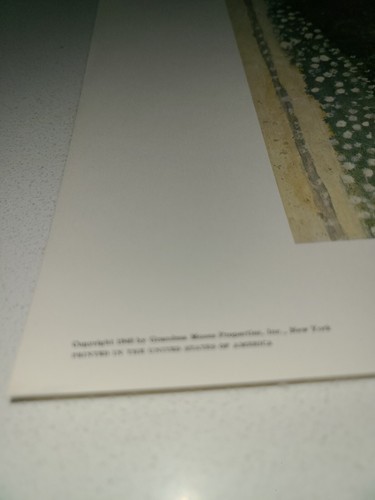 Copyright by Grandma Moses Properties, Inc., New York
PRINTED IN THE UNITED STATES OF AMERICA